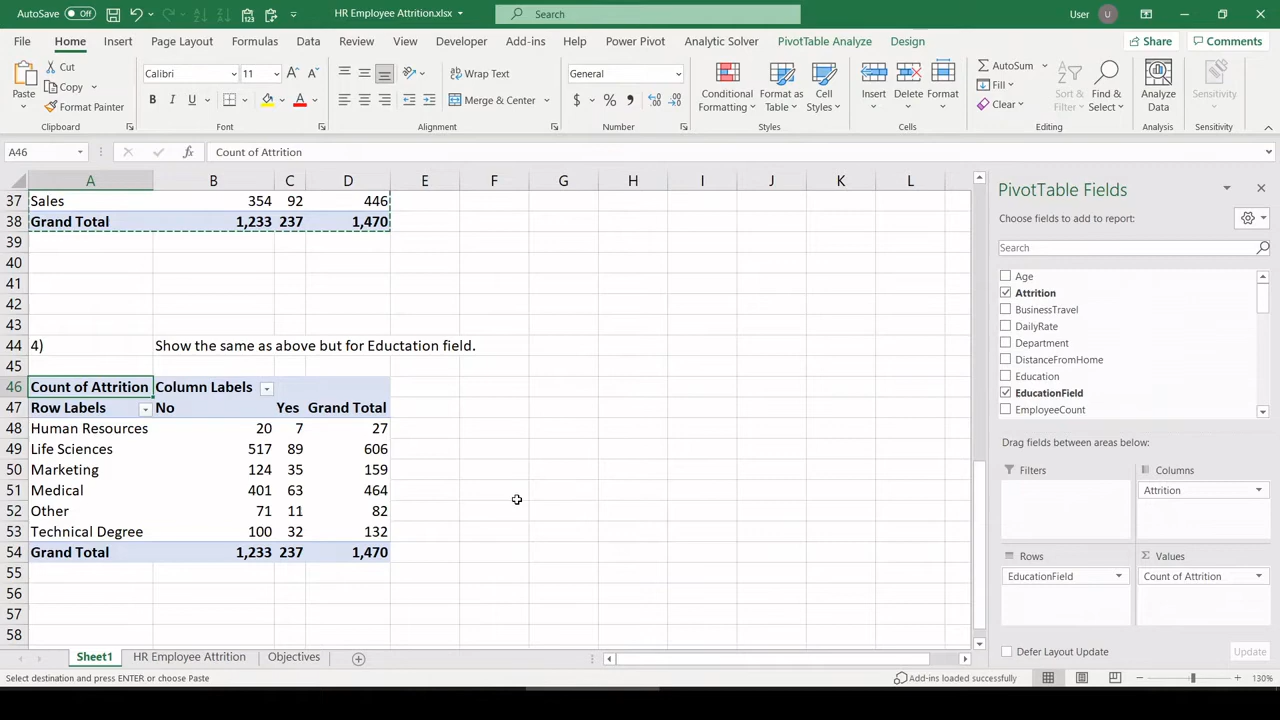 AutoSave Off HR Employee Attrition.xlsx Search User U
File Home Insert Page Layout Formulas Data Review View Developer Add-ins Help Power Pivot Analytic Solver PivotTable Analyze Design Share Comments
Paste Cut Copy Format Painter Calibri 11 Wrap Text Merge & Center General Conditional Formatting Format as Table Cell Styles Insert Delete Format AutoSum Fill Clear Sort & Filter Find & Select Analyze Data Sensitivity
B I U A $ % ,
Clipboard Font Alignment Number Styles Cells Editing Analysis Sensitivity
A46 fx Count of Attrition
A B C D E F G H I J K L
37 Sales 354 92 446
38 Grand Total 1,233 237 1,470
39
40
41
42
43
44 4) Show the same as above but for Eductation field.
45
46 Count of Attrition Column Labels
47 Row Labels No Yes Grand Total
48 Human Resources 20 7 27
49 Life Sciences 517 89 606
50 Marketing 124 35 159
51 Medical 401 63 464
52 Other 71 11 82
53 Technical Degree 100 32 132
54 Grand Total 1,233 237 1,470
55
56
57
58
PivotTable Fields
Choose fields to add to report:
Search
Age
Attrition
BusinessTravel
DailyRate
Department
DistanceFromHome
Education
EducationField
EmployeeCount
Drag fields between areas below:
Filters Columns
Attrition
Rows Σ Values
EducationField Count of Attrition
Defer Layout Update Update
Sheet1 HR Employee Attrition Objectives
Select destination and press ENTER or choose Paste Add-ins loaded successfully 130%